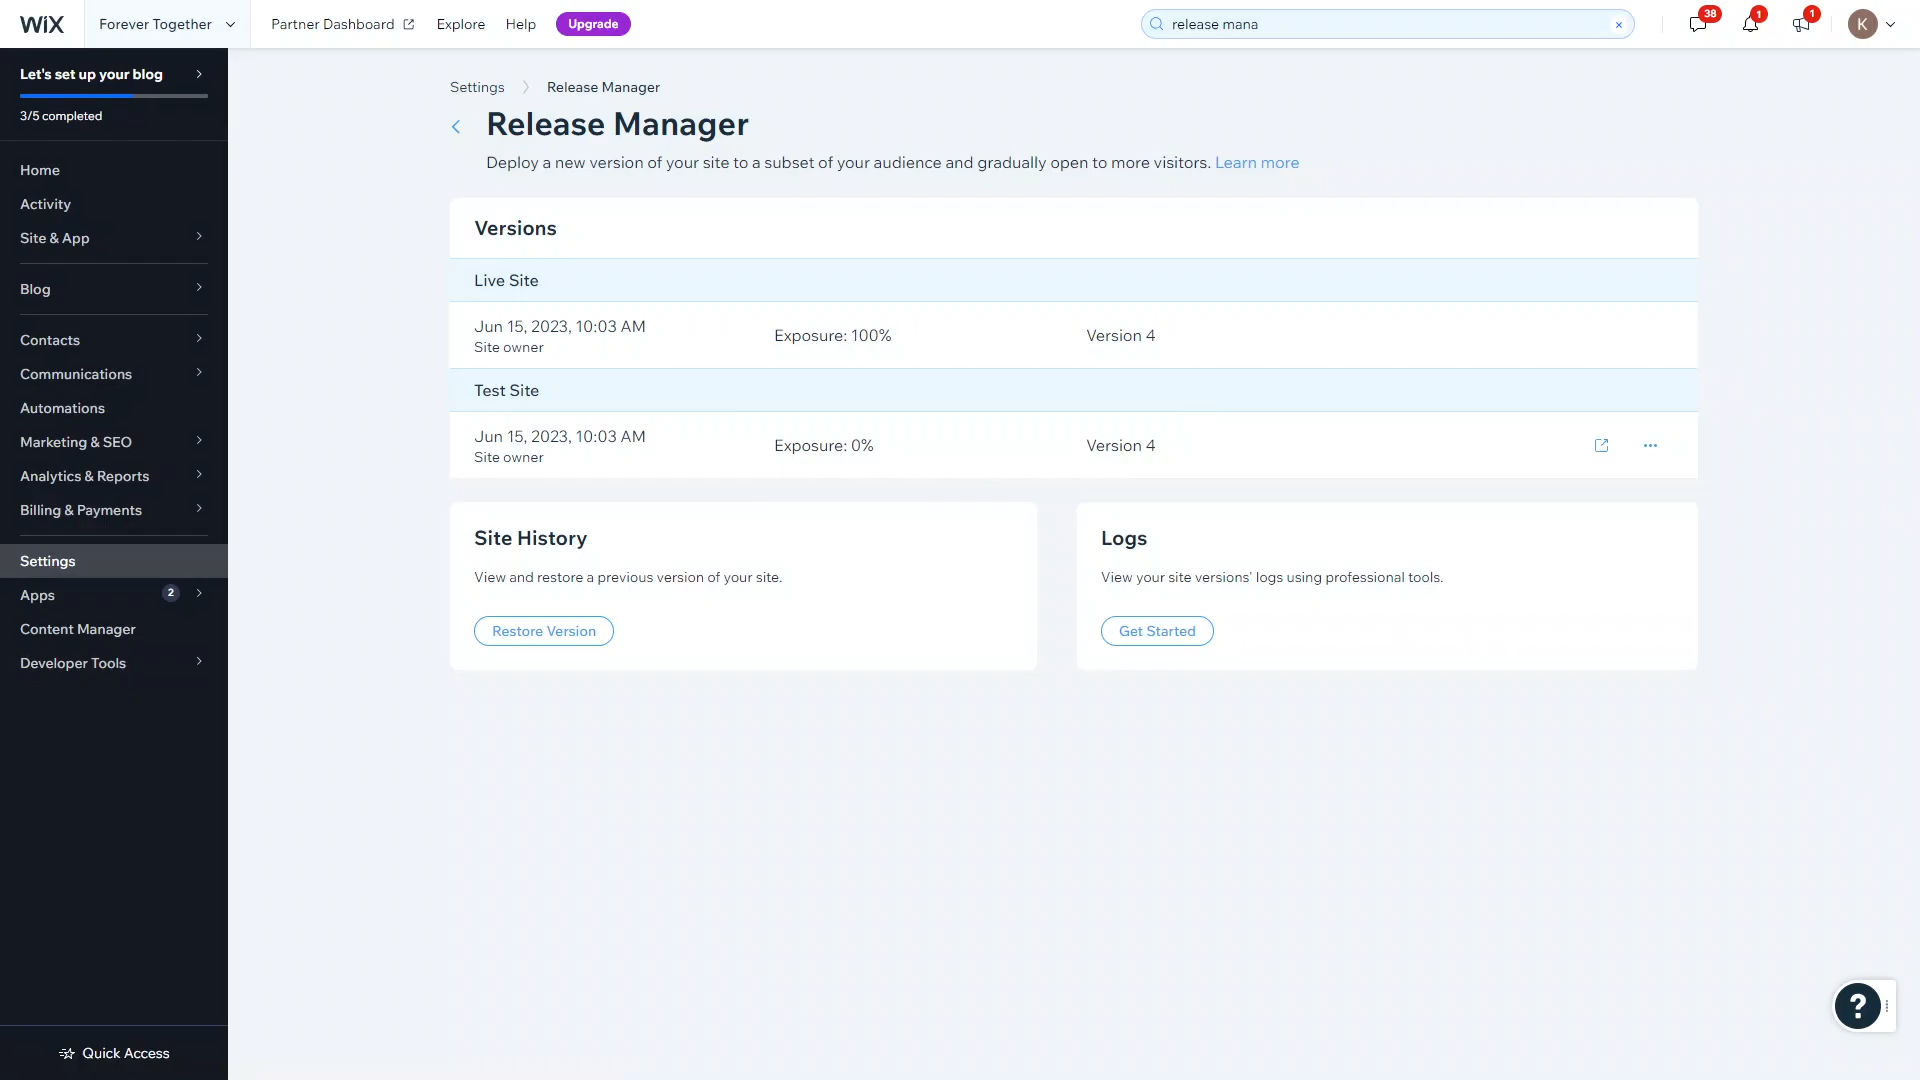 WiX
Forever Together
Partner Dashboard
Explore
Help
Upgrade
release mana
38
1
1
K
Let's set up your blog
3/5 completed
Home
Activity
Site & App
Blog
Contacts
Communications
Automations
Marketing & SEO
Analytics & Reports
Billing & Payments
Settings
Apps
2
Content Manager
Developer Tools
Quick Access
Settings
Release Manager
Release Manager
Deploy a new version of your site to a subset of your audience and gradually open to more visitors. Learn more
Versions
Live Site
Jun 15, 2023, 10:03 AM
Site owner
Exposure: 100%
Version 4
Test Site
Jun 15, 2023, 10:03 AM
Site owner
Exposure: 0%
Version 4
Site History
View and restore a previous version of your site.
Restore Version
Logs
View your site versions' logs using professional tools.
Get Started
?